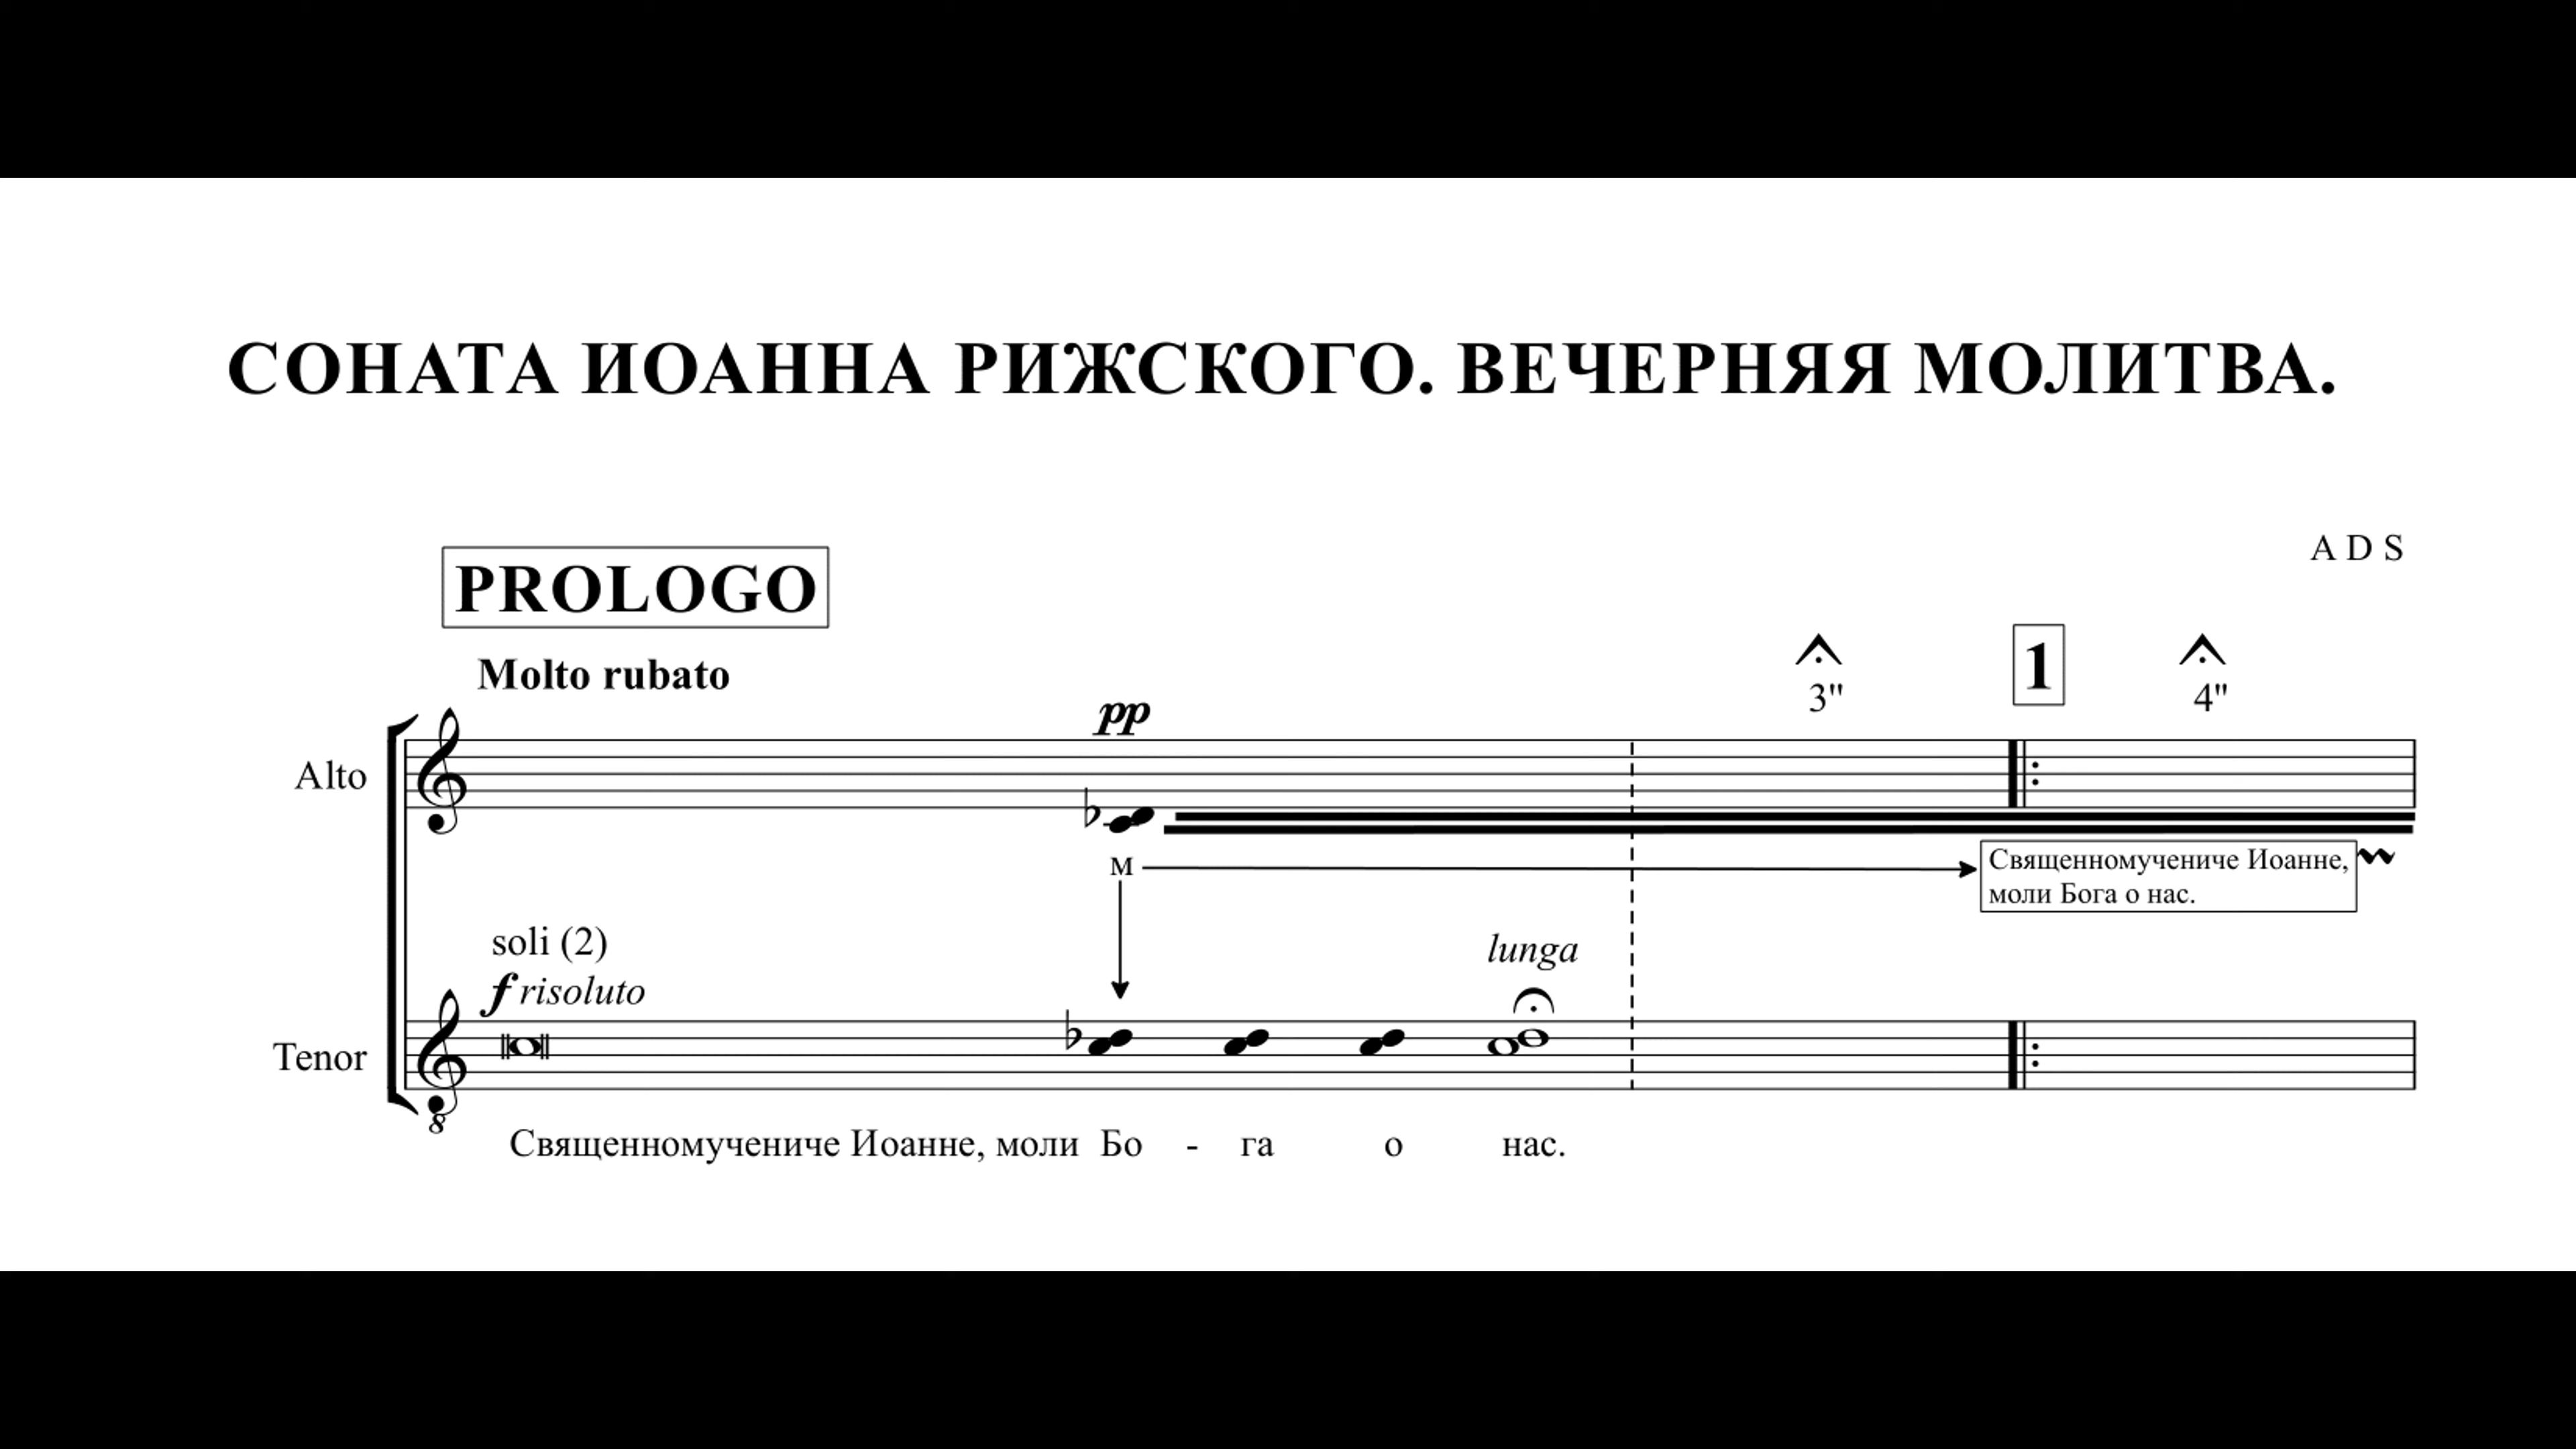 СОНАТА ИОАННА РИЖСКОГО. ВЕЧЕРНЯЯ МОЛИТВА.
A D S
PROLOGO
Molto rubato
3"
1
4"
pp
Alto
м
Священномучениче Иоанне,
моли Бога о нас.
soli (2)
f risoluto
lunga
Tenor
8
Священномучениче Иоанне, моли Бо - га о нас.